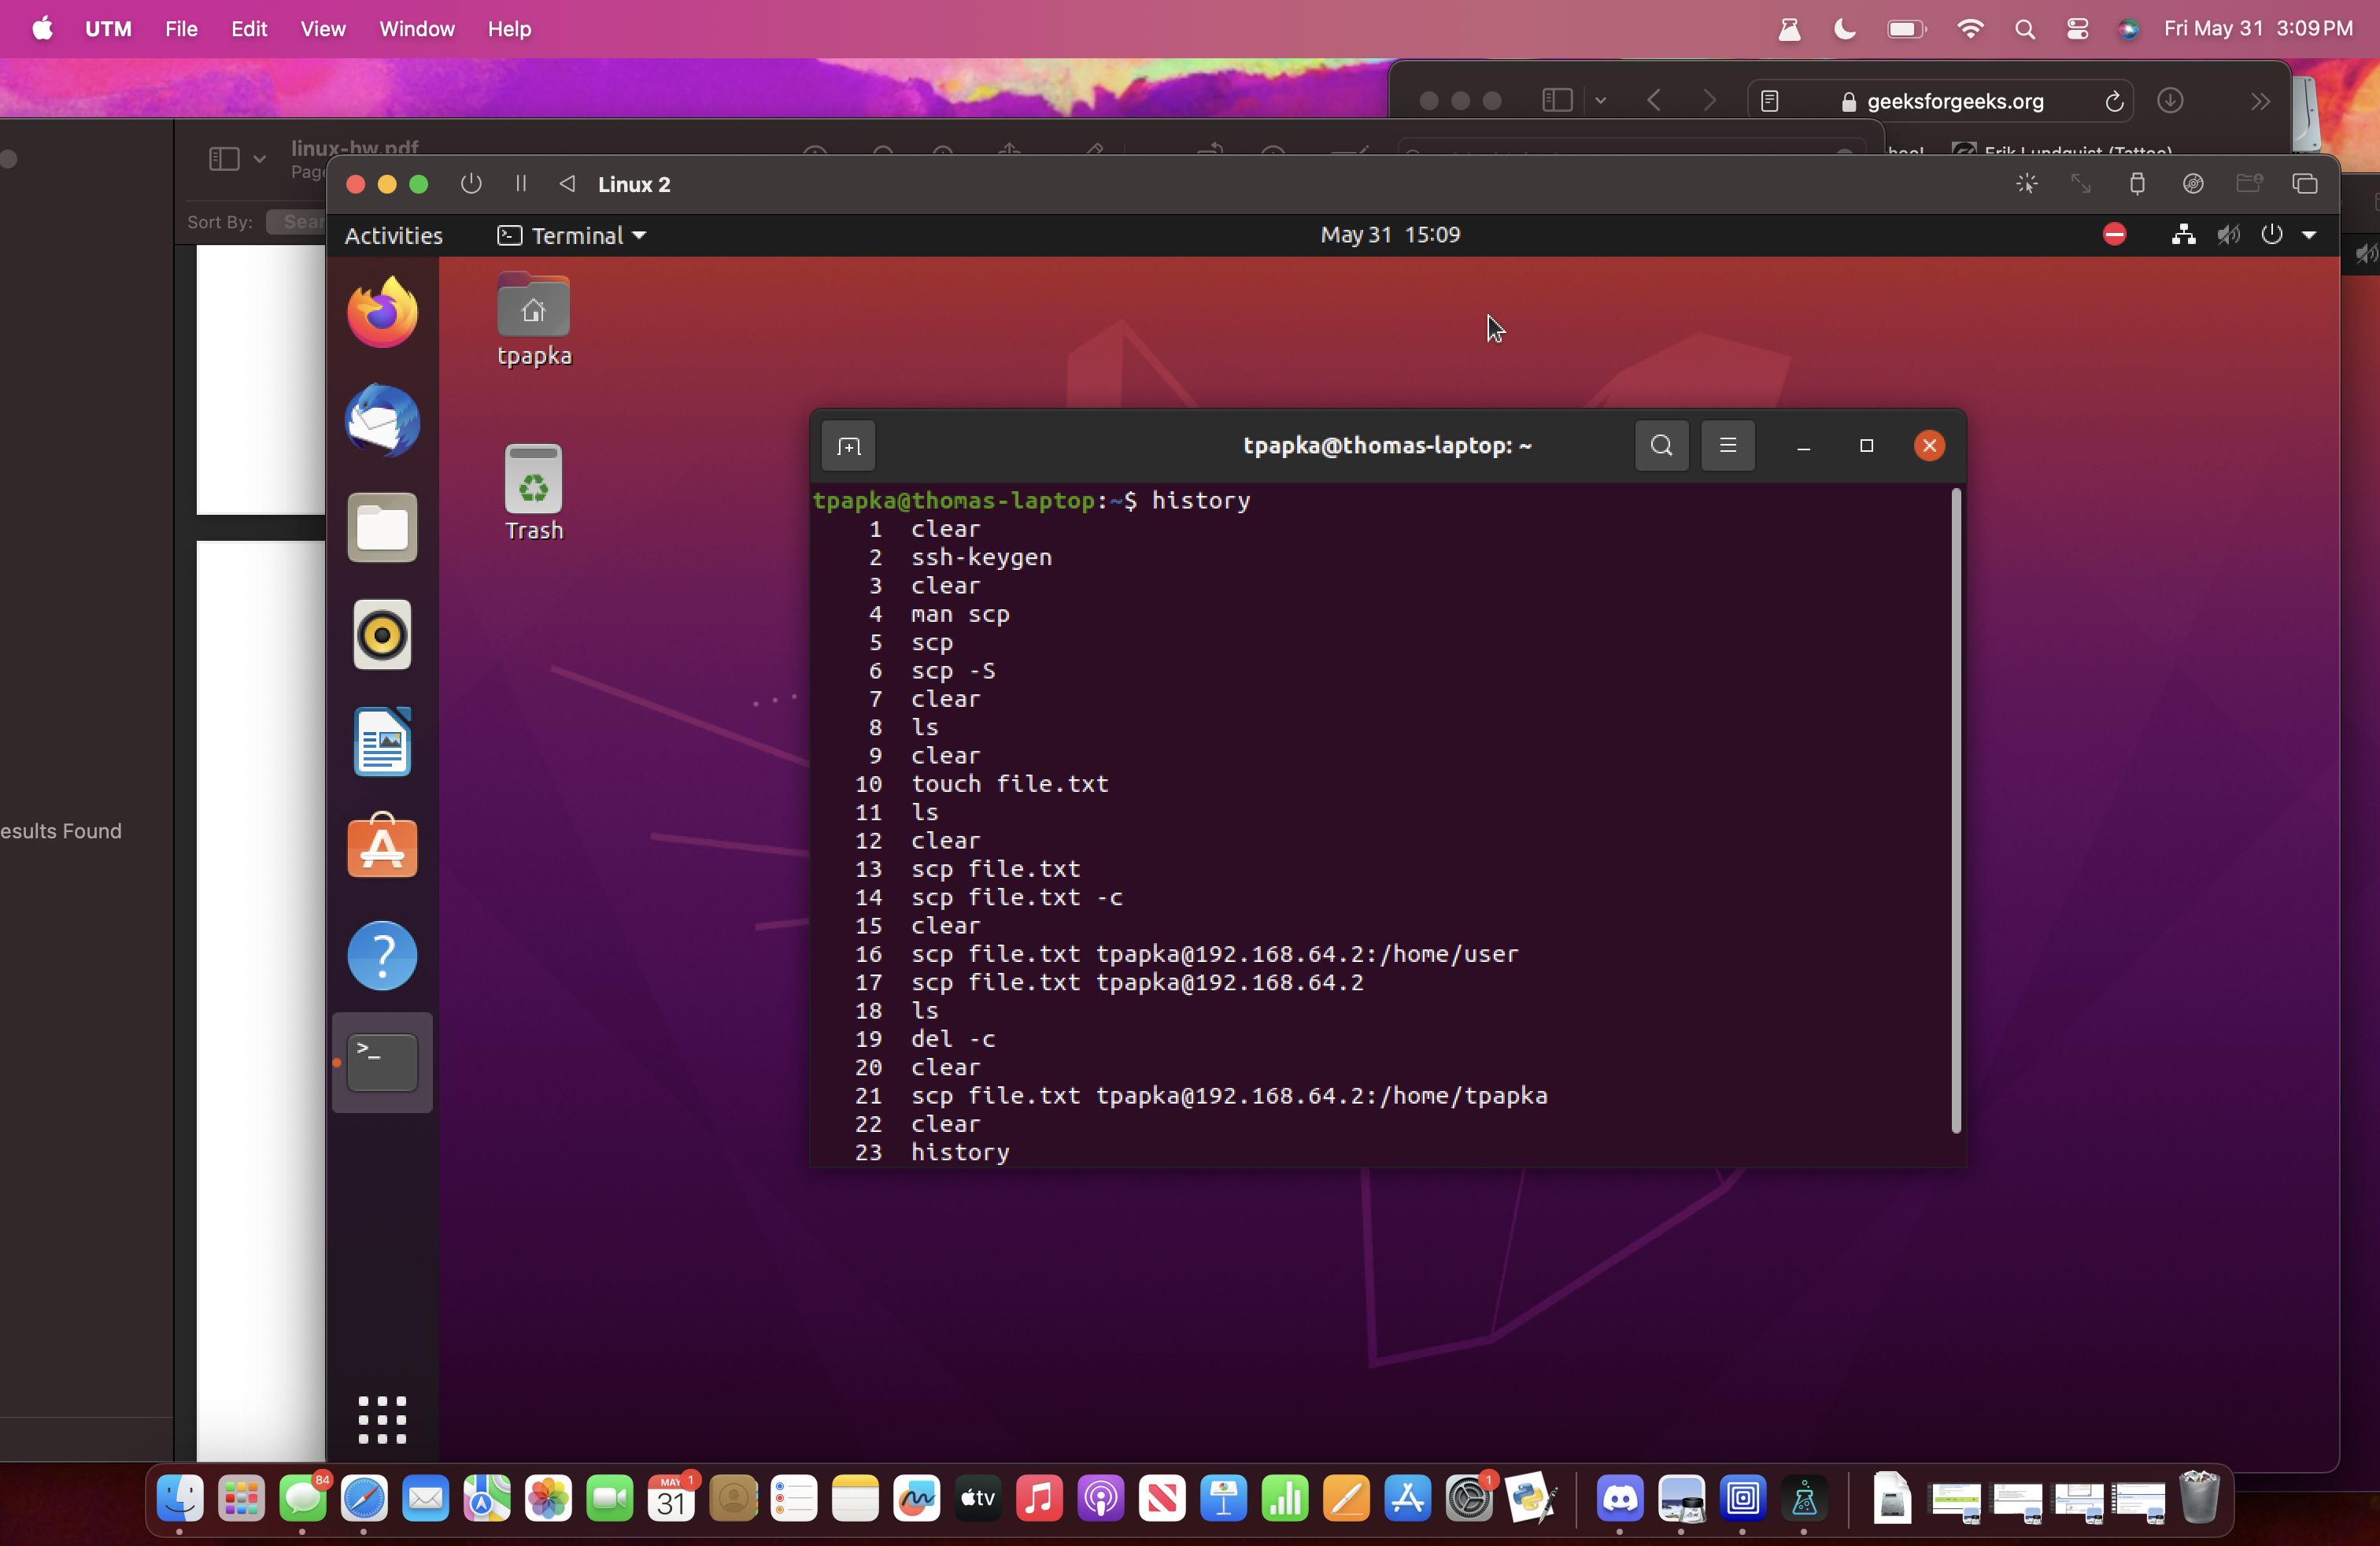 UTM File Edit View Window Help
Fri May 31 3:09 PM
geeksforgeeks.org
linux-hw.pdf
Erik Lundquist (Tattoo)
Linux 2
Sort By:
Activities Terminal May 31 15:09
tpapka
Trash
esults Found
tpapka@thomas-laptop: ~
tpapka@thomas-laptop:~$ history
1 clear
2 ssh-keygen
3 clear
4 man scp
5 scp
6 scp -S
7 clear
8 ls
9 clear
10 touch file.txt
11 ls
12 clear
13 scp file.txt
14 scp file.txt -c
15 clear
16 scp file.txt tpapka@192.168.64.2:/home/user
17 scp file.txt tpapka@192.168.64.2
18 ls
19 del -c
20 clear
21 scp file.txt tpapka@192.168.64.2:/home/tpapka
22 clear
23 history
84
MAY 1
31
tv
1